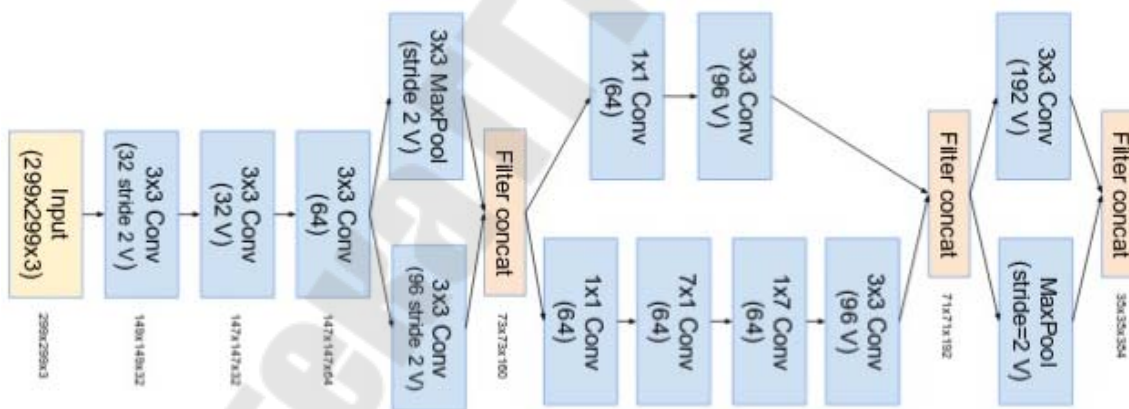 Input
(299x299x3)
299x299x3
3x3 Conv
(32 stride 2 V)
149x149x32
3x3 Conv
(32 V)
147x147x32
3x3 Conv
(64)
147x147x64
3x3 MaxPool
(stride 2 V)
3x3 Conv
(96 stride 2 V)
Filter concat
73x73x160
1x1 Conv
(64)
3x3 Conv
(96 V)
1x1 Conv
(64)
7x1 Conv
(64)
1x7 Conv
(64)
3x3 Conv
(96 V)
Filter concat
71x71x192
3x3 Conv
(192 V)
MaxPool
(stride=2 V)
Filter concat
35x35x384